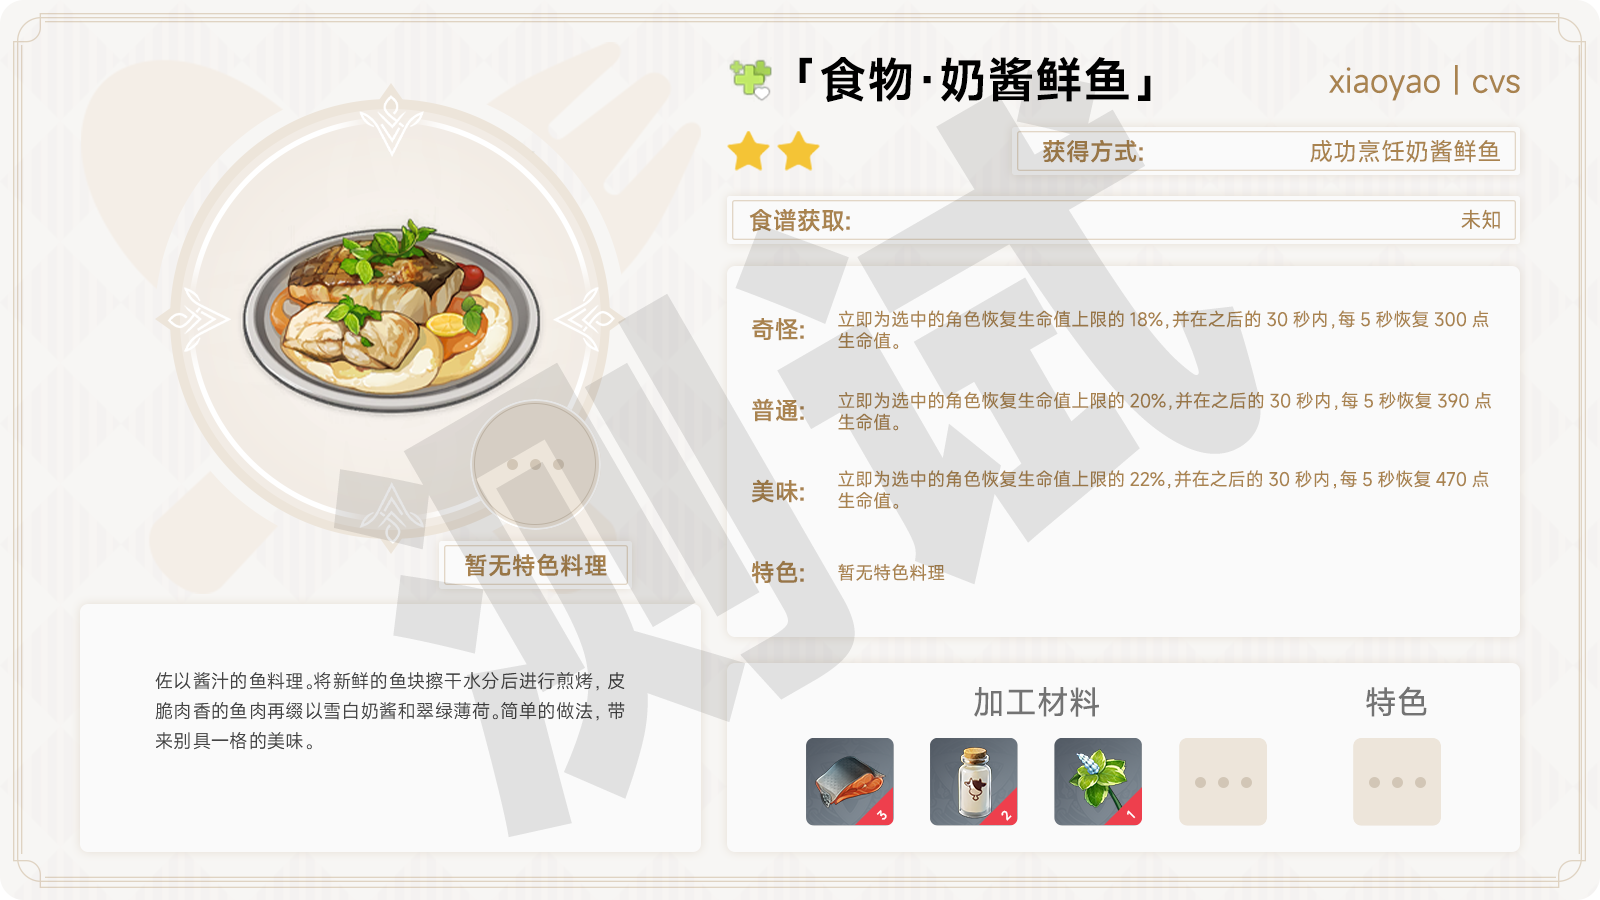 「食物·奶酱鲜鱼」
xiaoyao | cvs
获得方式:
成功烹饪奶酱鲜鱼
食谱获取:
未知
奇怪:
立即为选中的角色恢复生命值上限的 18%,并在之后的 30 秒内,每 5 秒恢复 300 点
生命值。
普通:
立即为选中的角色恢复生命值上限的 20%,并在之后的 30 秒内,每 5 秒恢复 390 点
生命值。
美味:
立即为选中的角色恢复生命值上限的 22%,并在之后的 30 秒内,每 5 秒恢复 470 点
生命值。
特色:
暂无特色料理
暂无特色料理
佐以酱汁的鱼料理。将新鲜的鱼块擦干水分后进行煎烤，皮
脆肉香的鱼肉再缀以雪白奶酱和翠绿薄荷。简单的做法，带
来别具一格的美味。
加工材料
特色
3
2
1
测试